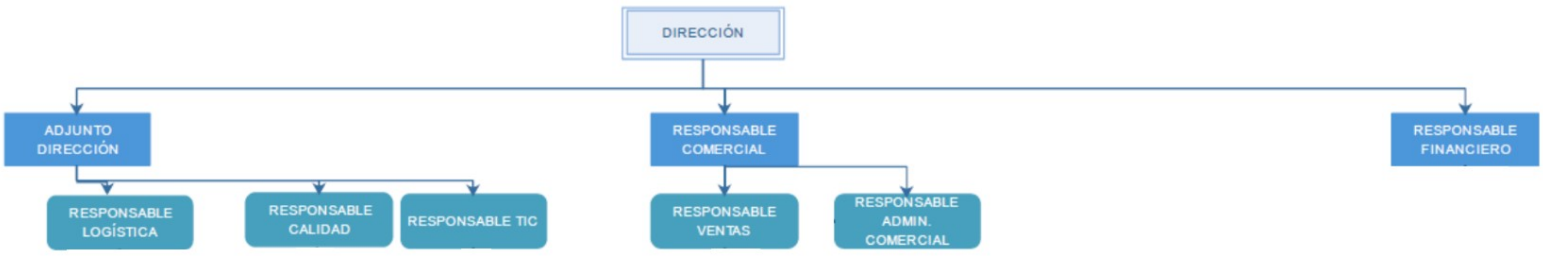 DIRECCIÓN
ADJUNTO
DIRECCIÓN
RESPONSABLE
COMERCIAL
RESPONSABLE
FINANCIERO
RESPONSABLE
LOGÍSTICA
RESPONSABLE
CALIDAD
RESPONSABLE TIC
RESPONSABLE
VENTAS
RESPONSABLE
ADMIN.
COMERCIAL